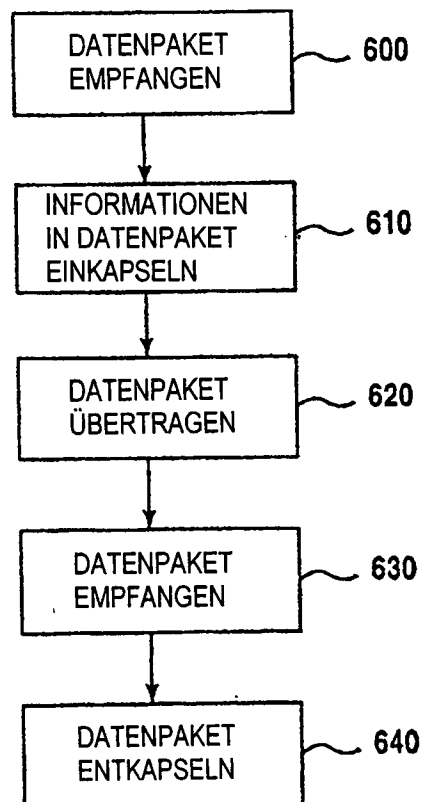 DATENPAKET
EMPFANGEN
600
INFORMATIONEN
IN DATENPAKET
EINKAPSELN
610
DATENPAKET
ÜBERTRAGEN
620
DATENPAKET
EMPFANGEN
630
DATENPAKET
ENTKAPSELN
640